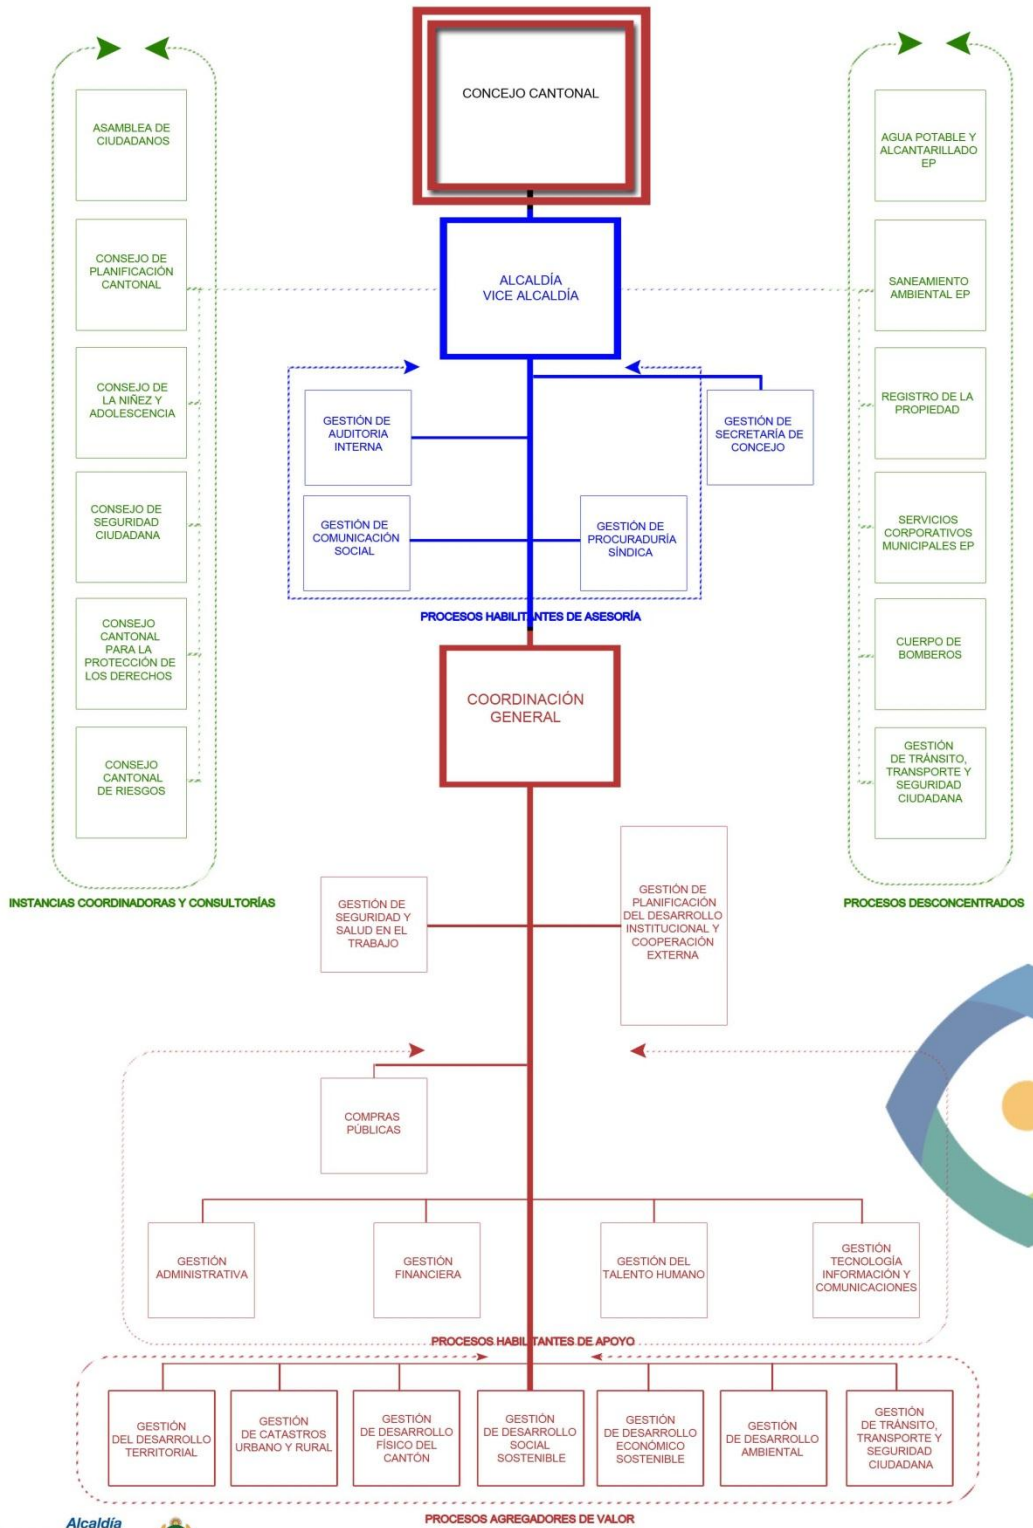 CONCEJO CANTONAL
ALCALDÍA
VICE ALCALDÍA
ASAMBLEA DE
CIUDADANOS
CONSEJO DE
PLANIFICACIÓN
CANTONAL
CONSEJO DE
LA NIÑEZ Y
ADOLESCENCIA
CONSEJO DE
SEGURIDAD
CIUDADANA
CONSEJO
CANTONAL
PARA LA
PROTECCIÓN DE
LOS DERECHOS
CONSEJO
CANTONAL
DE RIESGOS
INSTANCIAS COORDINADORAS Y CONSULTORÍAS
AGUA POTABLE Y
ALCANTARILLADO
EP
SANEAMIENTO
AMBIENTAL EP
REGISTRO DE LA
PROPIEDAD
SERVICIOS
CORPORATIVOS
MUNICIPALES EP
CUERPO DE
BOMBEROS
GESTIÓN
DE TRÁNSITO,
TRANSPORTE Y
SEGURIDAD
CIUDADANA
PROCESOS DESCONCENTRADOS
GESTIÓN DE
AUDITORIA
INTERNA
GESTIÓN DE
SECRETARÍA DE
CONCEJO
GESTIÓN DE
COMUNICACIÓN
SOCIAL
GESTIÓN DE
PROCURADURÍA
SÍNDICA
PROCESOS HABILITANTES DE ASESORÍA
COORDINACIÓN
GENERAL
GESTIÓN DE
SEGURIDAD Y
SALUD EN EL
TRABAJO
GESTIÓN DE
PLANIFICACIÓN
DEL DESARROLLO
INSTITUCIONAL Y
COOPERACIÓN
EXTERNA
COMPRAS
PÚBLICAS
GESTIÓN
ADMINISTRATIVA
GESTIÓN
FINANCIERA
GESTIÓN DEL
TALENTO HUMANO
GESTIÓN
TECNOLOGÍA
INFORMACIÓN Y
COMUNICACIONES
PROCESOS HABILITANTES DE APOYO
GESTIÓN
DEL DESARROLLO
TERRITORIAL
GESTIÓN
DE CATASTROS
URBANO Y RURAL
GESTIÓN
DE DESARROLLO
FÍSICO DEL
CANTÓN
GESTIÓN
DE DESARROLLO
SOCIAL
SOSTENIBLE
GESTIÓN
DE DESARROLLO
ECONÓMICO
SOSTENIBLE
GESTIÓN
DE DESARROLLO
AMBIENTAL
GESTIÓN
DE TRÁNSITO,
TRANSPORTE Y
SEGURIDAD
CIUDADANA
PROCESOS AGREGADORES DE VALOR
Alcaldía